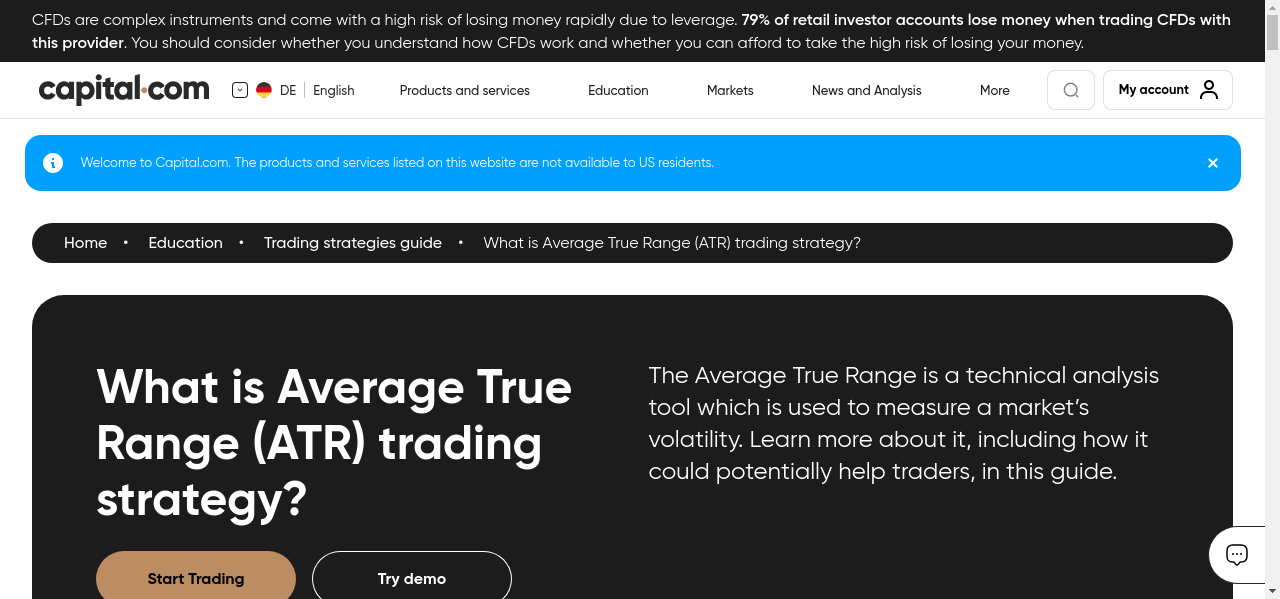 CFDs are complex instruments and come with a high risk of losing money rapidly due to leverage. 79% of retail investor accounts lose money when trading CFDs with
this provider. You should consider whether you understand how CFDs work and whether you can afford to take the high risk of losing your money.
capital.com DE English Products and services Education Markets News and Analysis More My account
Welcome to Capital.com. The products and services listed on this website are not available to US residents.
Home • Education • Trading strategies guide • What is Average True Range (ATR) trading strategy?
What is Average True
Range (ATR) trading
strategy?
The Average True Range is a technical analysis
tool which is used to measure a market’s
volatility. Learn more about it, including how it
could potentially help traders, in this guide.
Start Trading Try demo